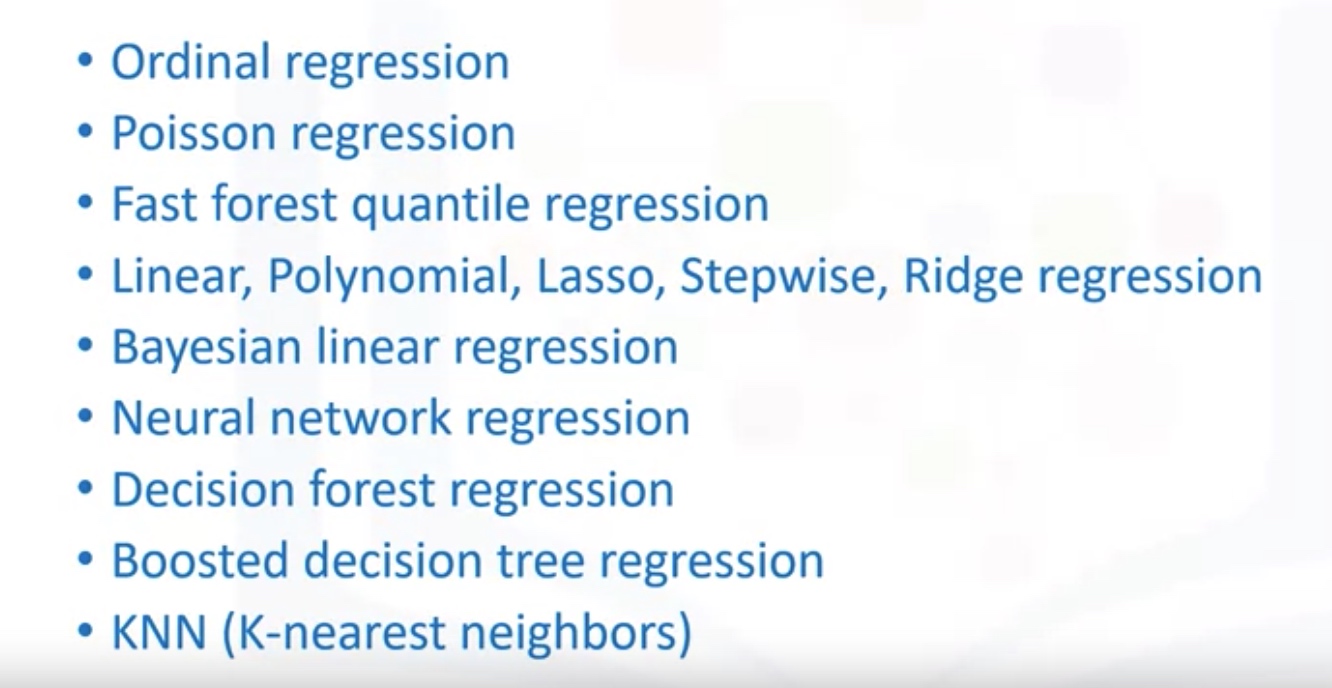 • Ordinal regression
• Poisson regression
• Fast forest quantile regression
• Linear, Polynomial, Lasso, Stepwise, Ridge regression
• Bayesian linear regression
• Neural network regression
• Decision forest regression
• Boosted decision tree regression
• KNN (K-nearest neighbors)